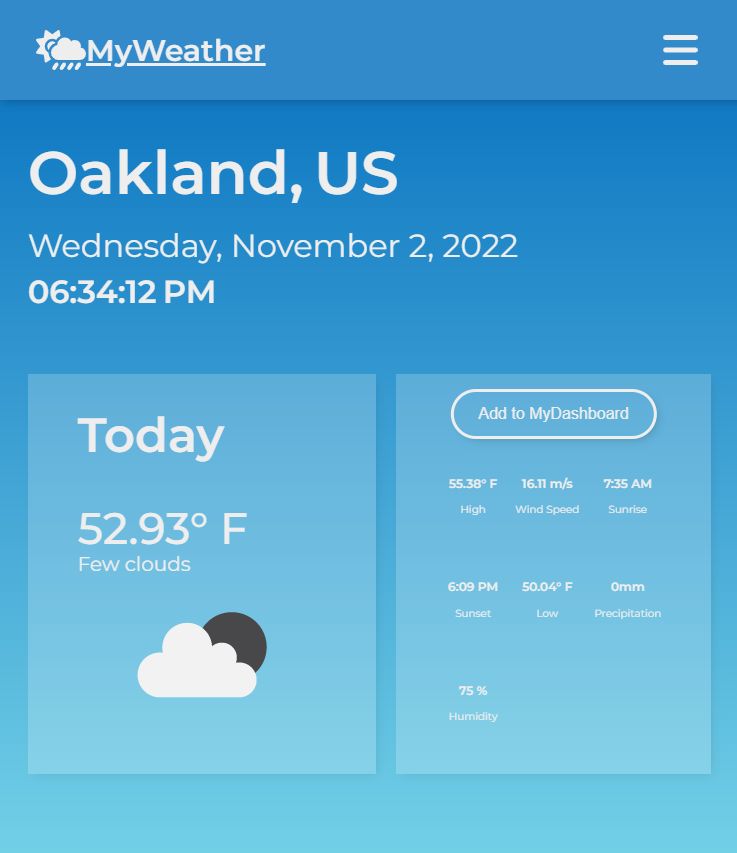 MyWeather
Oakland, US
Wednesday, November 2, 2022
06:34:12 PM
Today
52.93° F
Few clouds
Add to MyDashboard
55.38° F 16.11 m/s 7:35 AM
High Wind Speed Sunrise
6:09 PM 50.04° F 0mm
Sunset Low Precipitation
75 %
Humidity